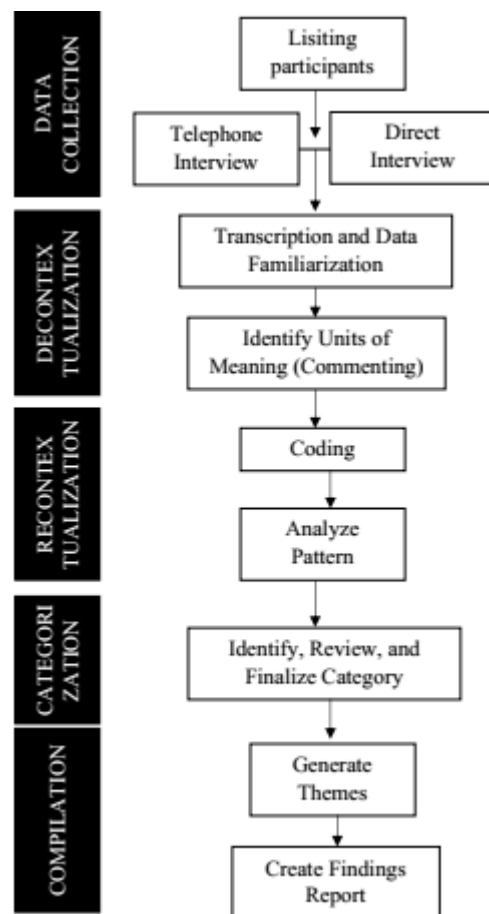 DATA
COLLECTION
Lisiting
participants
Telephone
Interview
Direct
Interview
DECONTEX
TUALIZATION
Transcription and Data
Familiarization
Identify Units of
Meaning (Commenting)
RECONTEX
TUALIZATION
Coding
Analyze
Pattern
CATEGORI
ZATION
Identify, Review, and
Finalize Category
COMPILATION
Generate
Themes
Create Findings
Report